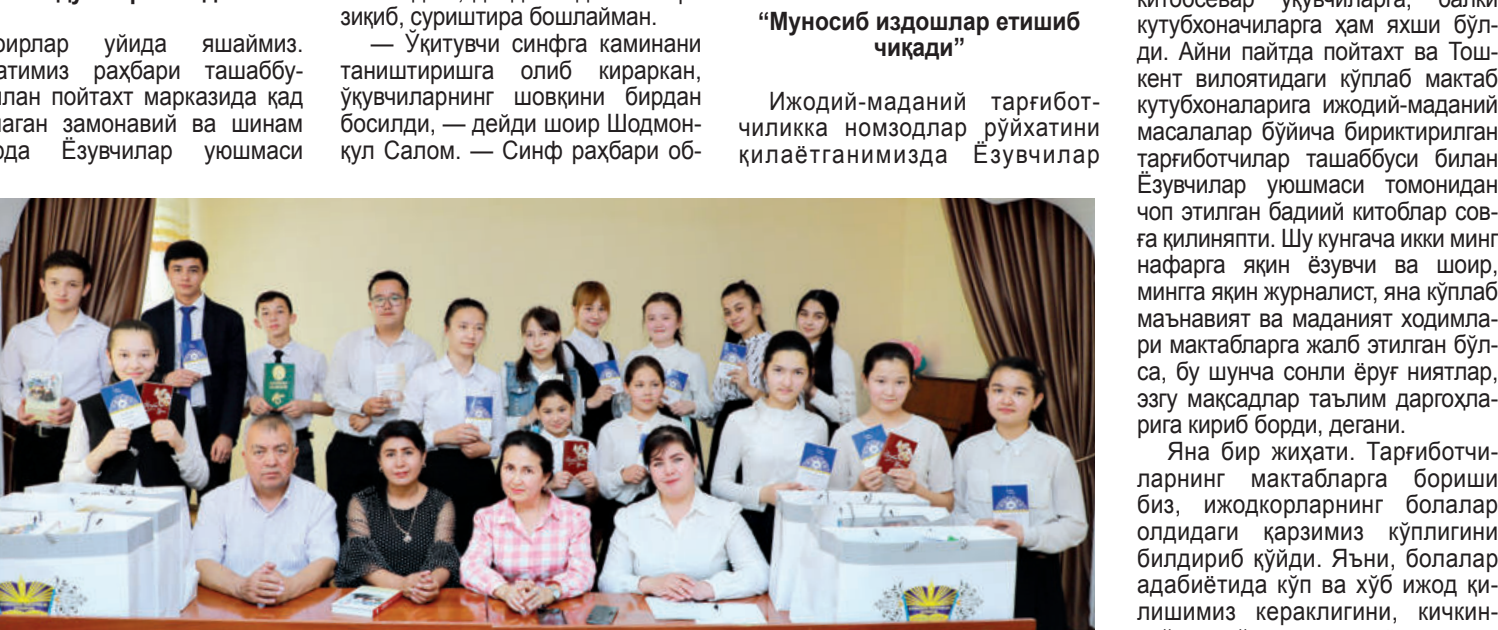 уйида яшаймиз.
раҳбари ташаббу-
пойтахт марказида қад
замонавий ва шинам
Ёзувчилар уюшмаси
зиқиб, суриштира бошлайман.
— Ўқитувчи синфга каминани
таништиришга олиб кираркан,
ўқувчиларнинг шовқини бирдан
босилди, — дейди шоир Шодмон-
қул Салом. — Синф раҳбари об-
“Муносиб издошлар етишиб
чиқади”
Ижодий-маданий тарғибот-
чиликка номзодлар рўйхатини
қилаётганимизда Ёзувчилар
китобсевар ўқувчиларга, балки
кутубхоначиларга ҳам яхши бўл-
ди. Айни пайтда пойтахт ва Тош-
кент вилоятидаги кўплаб мактаб
кутубхоналарига ижодий-маданий
масалалар бўйича бириктирилган
тарғиботчилар ташаббуси билан
Ёзувчилар уюшмаси томонидан
чоп этилган бадиий китоблар сов-
ға қилиняпти. Шу кунгача икки минг
нафарга яқин ёзувчи ва шоир,
мингга яқин журналист, яна кўплаб
маънавият ва маданият ходимла-
ри мактабларга жалб этилган бўл-
са, бу шунча сонли ёруғ ниятлар,
эзгу мақсадлар таълим даргоҳла-
рига кириб борди, дегани.
Яна бир жиҳати. Тарғиботчи-
ларнинг мактабларга бориши
биз, ижодкорларнинг болалар
олдидаги қарзимиз кўплигини
билдириб қўйди. Яъни, болалар
адабиётида кўп ва хўб ижод қи-
лишимиз кераклигини, кичкин-